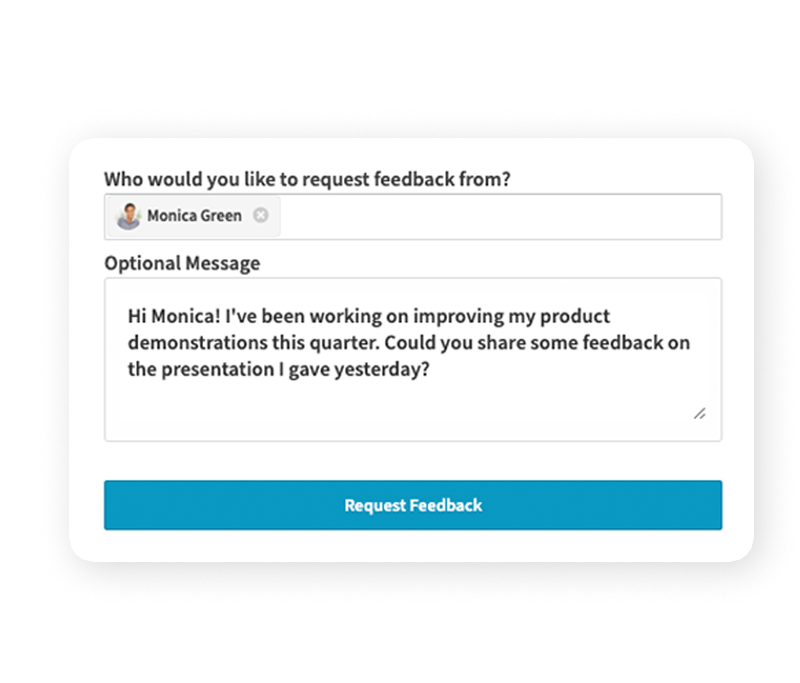 Who would you like to request feedback from?
Monica Green
Optional Message
Hi Monica! I've been working on improving my product
demonstrations this quarter. Could you share some feedback on
the presentation I gave yesterday?
Request Feedback